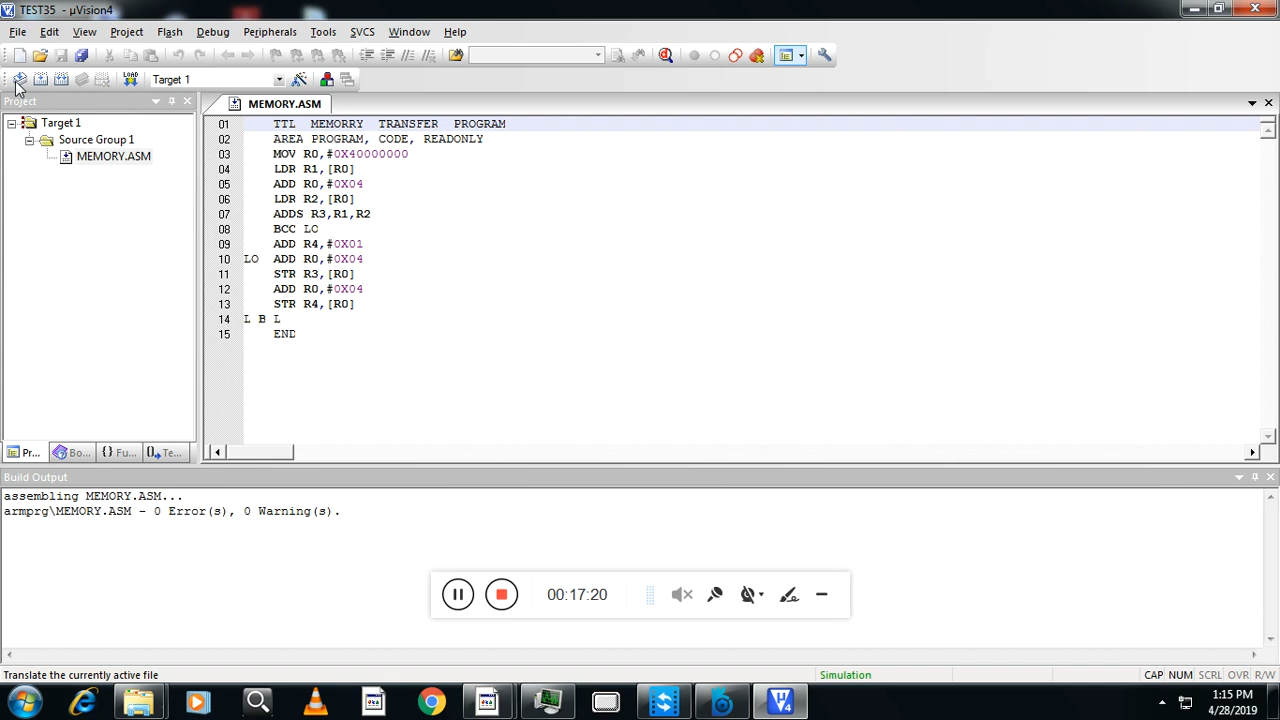 TEST35 - µVision4
File Edit View Project Flash Debug Peripherals Tools SVCS Window Help
LOAD Target 1
Project
MEMORY.ASM
Target 1
Source Group 1
MEMORY.ASM
01 TTL MEMORRY TRANSFER PROGRAM
02 AREA PROGRAM, CODE, READONLY
03 MOV R0,#0X40000000
04 LDR R1,[R0]
05 ADD R0,#0X04
06 LDR R2,[R0]
07 ADDS R3,R1,R2
08 BCC LO
09 ADD R4,#0X01
10 LO ADD R0,#0X04
11 STR R3,[R0]
12 ADD R0,#0X04
13 STR R4,[R0]
14 L B L
15 END
Pr... Bo... {} Fu... Te...
Build Output
assembling MEMORY.ASM...
armprg\MEMORY.ASM - 0 Error(s), 0 Warning(s).
00:17:20
Translate the currently active file Simulation CAP NUM SCRL OVR R/W
1:15 PM
4/28/2019